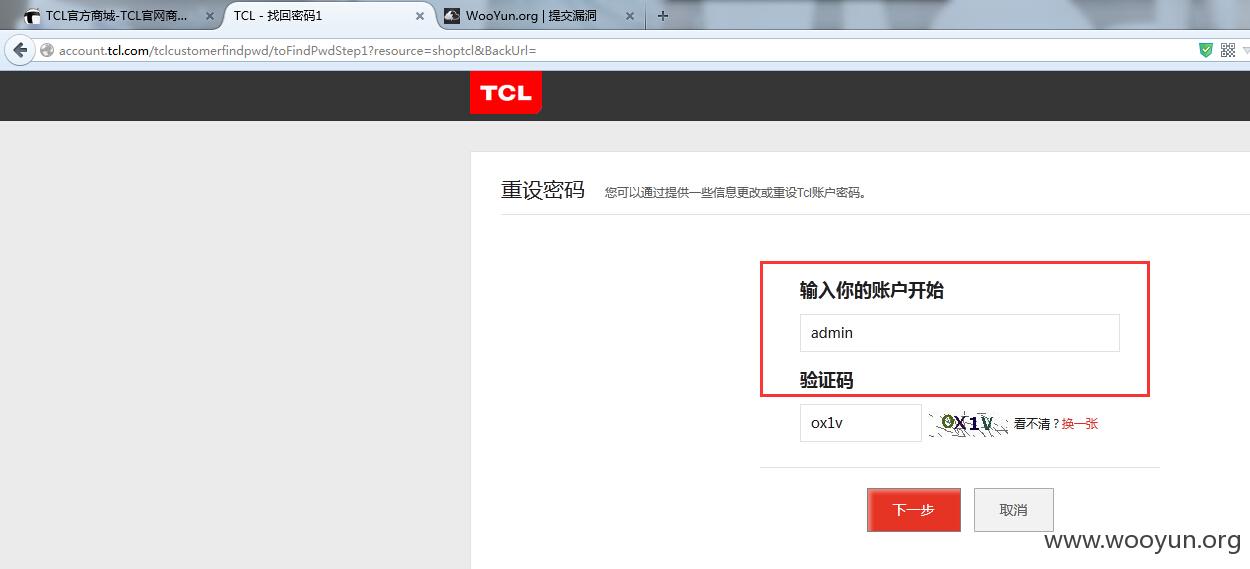 TCL官方商城-TCL官网商... × TCL - 找回密码1 × WooYun.org | 提交漏洞 × +
account.tcl.com/tclcustomerfindpwd/toFindPwdStep1?resource=shoptcl&BackUrl=
TCL
重设密码 您可以通过提供一些信息更改或重设Tcl账户密码。
输入你的账户开始
admin
验证码
ox1v OX1V 看不清？换一张
下一步 取消
www.wooyun.org